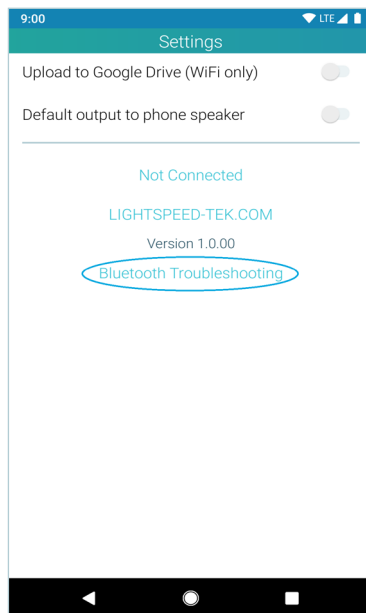 9:00 LTE
Settings
Upload to Google Drive (WiFi only)
Default output to phone speaker
Not Connected
LIGHTSPEED-TEK.COM
Version 1.0.00
Bluetooth Troubleshooting